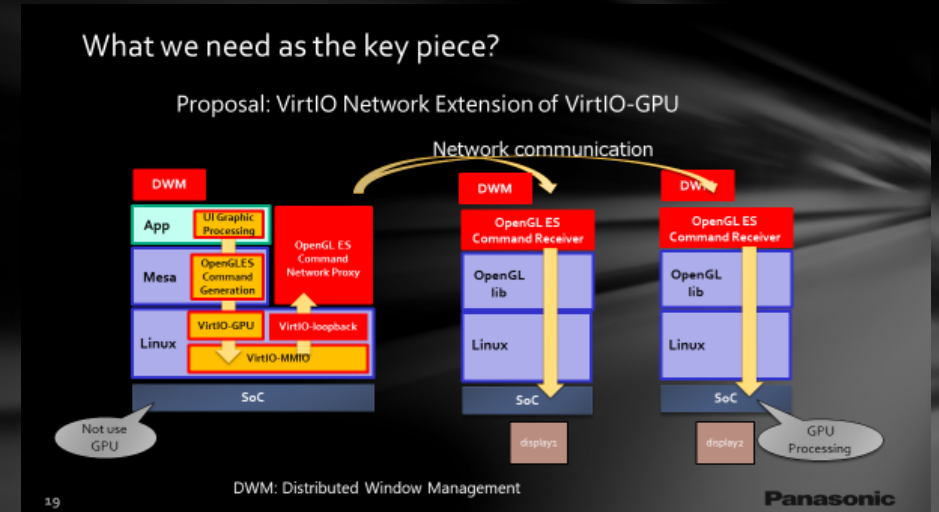 What we need as the key piece?
Proposal: VirtIO Network Extension of VirtIO-GPU
Network communication
DWM
App
UI Graphic
Processing
Mesa
OpenGLES
Command
Generation
OpenGL ES
Command
Network Proxy
Linux
VirtIO-GPU
VirtIO-loopback
VirtIO-MMIO
SoC
Not use
GPU
DWM
OpenGL ES
Command Receiver
OpenGL
lib
Linux
SoC
display1
DWM
OpenGL ES
Command Receiver
OpenGL
lib
Linux
SoC
display2
GPU
Processing
DWM: Distributed Window Management
19
Panasonic